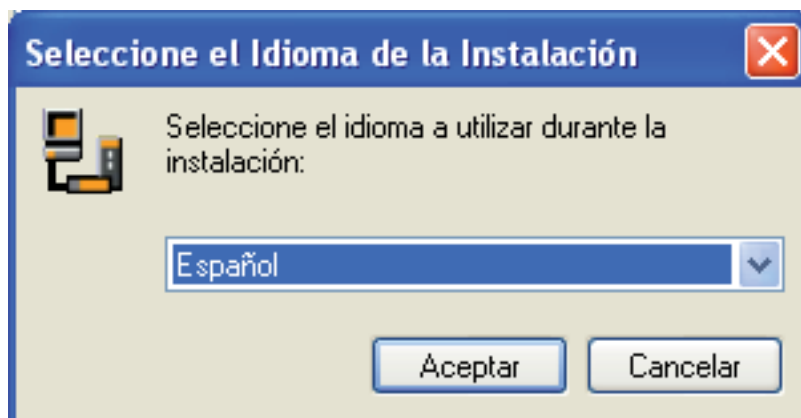 Seleccione el Idioma de la Instalación
Seleccione el idioma a utilizar durante la
instalación:
Español
Aceptar
Cancelar